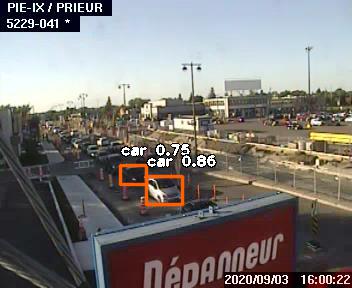 PIE-IX / PRIEUR
5229-041 *
car 0.75
car 0.86
Dépanneur
2020/09/03 16:00:22